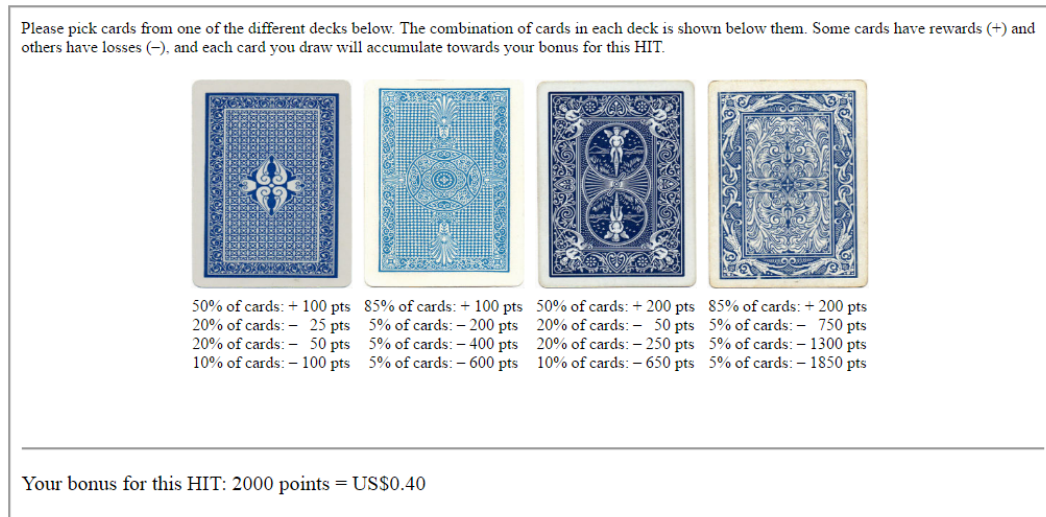 Please pick cards from one of the different decks below. The combination of cards in each deck is shown below them. Some cards have rewards (+) and
others have losses (−), and each card you draw will accumulate towards your bonus for this HIT.
50% of cards: + 100 pts 85% of cards: + 100 pts 50% of cards: + 200 pts 85% of cards: + 200 pts
20% of cards: − 25 pts 5% of cards: − 200 pts 20% of cards: − 50 pts 5% of cards: − 750 pts
20% of cards: − 50 pts 5% of cards: − 400 pts 20% of cards: − 250 pts 5% of cards: − 1300 pts
10% of cards: − 100 pts 5% of cards: − 600 pts 10% of cards: − 650 pts 5% of cards: − 1850 pts
Your bonus for this HIT: 2000 points = US$0.40